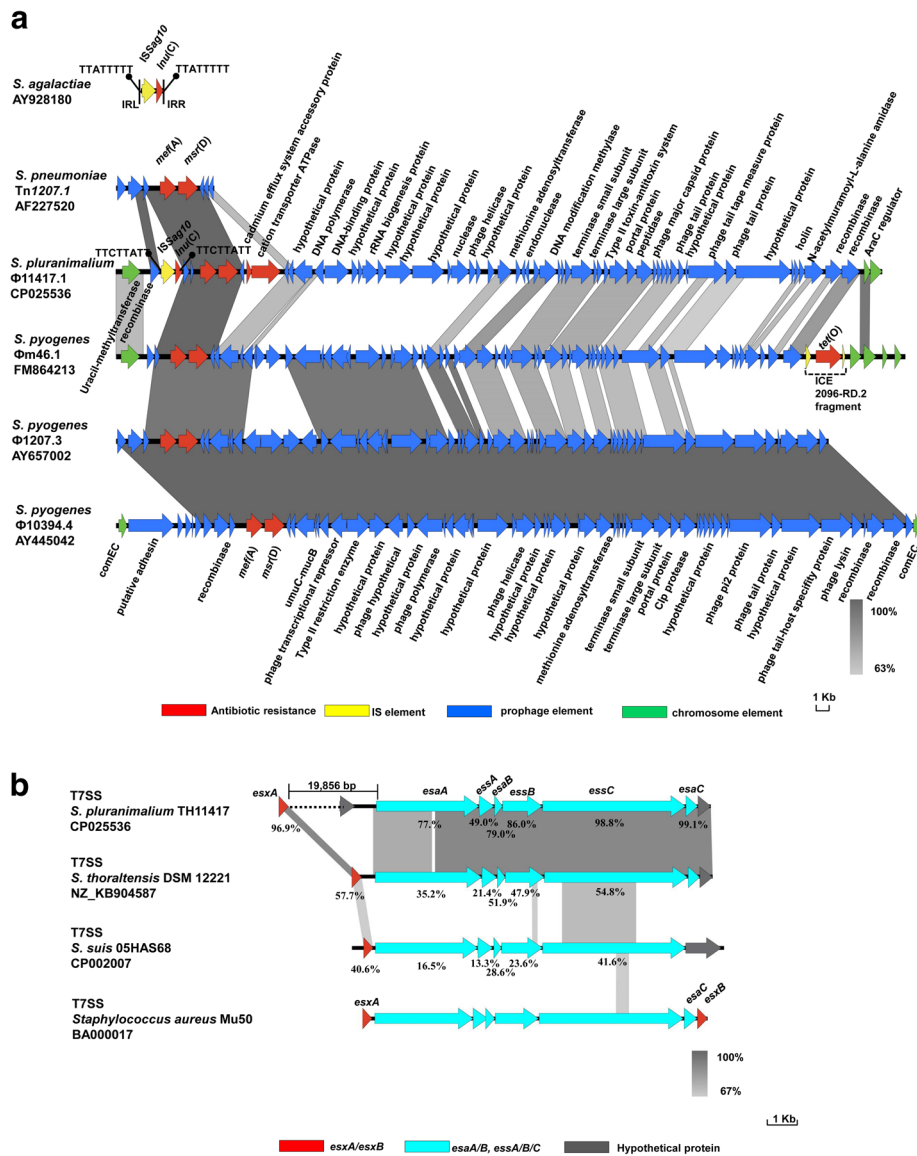 a
ISSag10
lnu(C)
TTATTTTT
TTATTTTT
S. agalactiae
AY928180
IRL
IRR
mef(A)
msr(D)
S. pneumoniae
Tn1207.1
AF227520
cadmium efflux system accessory protein
cation transporter ATPase
hypothetical protein
DNA polymerase
DNA-binding protein
hypothetical protein
rRNA biogenesis protein
hypothetical protein
hypothetical protein
hypothetical protein
nuclease
phage helicase
hypothetical protein
methionine adenosyltransferase
endonuclease
DNA modification methylase
terminase small subunit
terminase large subunit
Type II toxin-antitoxin system
portal protein
peptidase
phage major capsid protein
phage tail protein
hypothetical protein
phage tail tape measure protein
phage tail protein
hypothetical protein
holin
N-acetylmuramoyl-L-alanine amidase
recombinase
recombinase
AraC regulator
TTCTTATT
ISSag10
lnu(C)
TTCTTATT
S. pluranimalium
Φ11417.1
CP025536
Uracil-methyltransferase
recombinase
S. pyogenes
Φm46.1
FM864213
tet(O)
ICE
2096-RD.2
fragment
S. pyogenes
Φ1207.3
AY657002
S. pyogenes
Φ10394.4
AY445042
comEC
putative adhesin
recombinase
mef(A)
msr(D)
umuC-mucB
phage transcriptional repressor
Type II restriction enzyme
hypothetical protein
phage hypothetical
hypothetical protein
phage polymerase
hypothetical protein
hypothetical protein
phage helicase
hypothetical protein
hypothetical protein
hypothetical protein
methionine adenosyltransferase
terminase small subunit
terminase large subunit
portal protein
Clp protease
hypothetical protein
phage pi2 protein
phage tail protein
hypothetical protein
phage tail-host specifity protein
phage lysin
recombinase
recombinase
comEC
100%
63%
1 Kb
Antibiotic resistance
IS element
prophage element
chromosome element
b
T7SS
S. pluranimalium TH11417
CP025536
esxA
19,856 bp
esaA
essA
esaB
essB
essC
esaC
96.9%
77.%
49.0%
79.0%
86.0%
98.8%
99.1%
T7SS
S. thoraltensis DSM 12221
NZ_KB904587
57.7%
35.2%
21.4%
51.9%
47.9%
54.8%
T7SS
S. suis 05HAS68
CP002007
40.6%
16.5%
13.3%
28.6%
23.6%
41.6%
T7SS
Staphylococcus aureus Mu50
BA000017
esxA
esaC
esxB
100%
67%
1 Kb
esxA/esxB
esaA/B, essA/B/C
Hypothetical protein